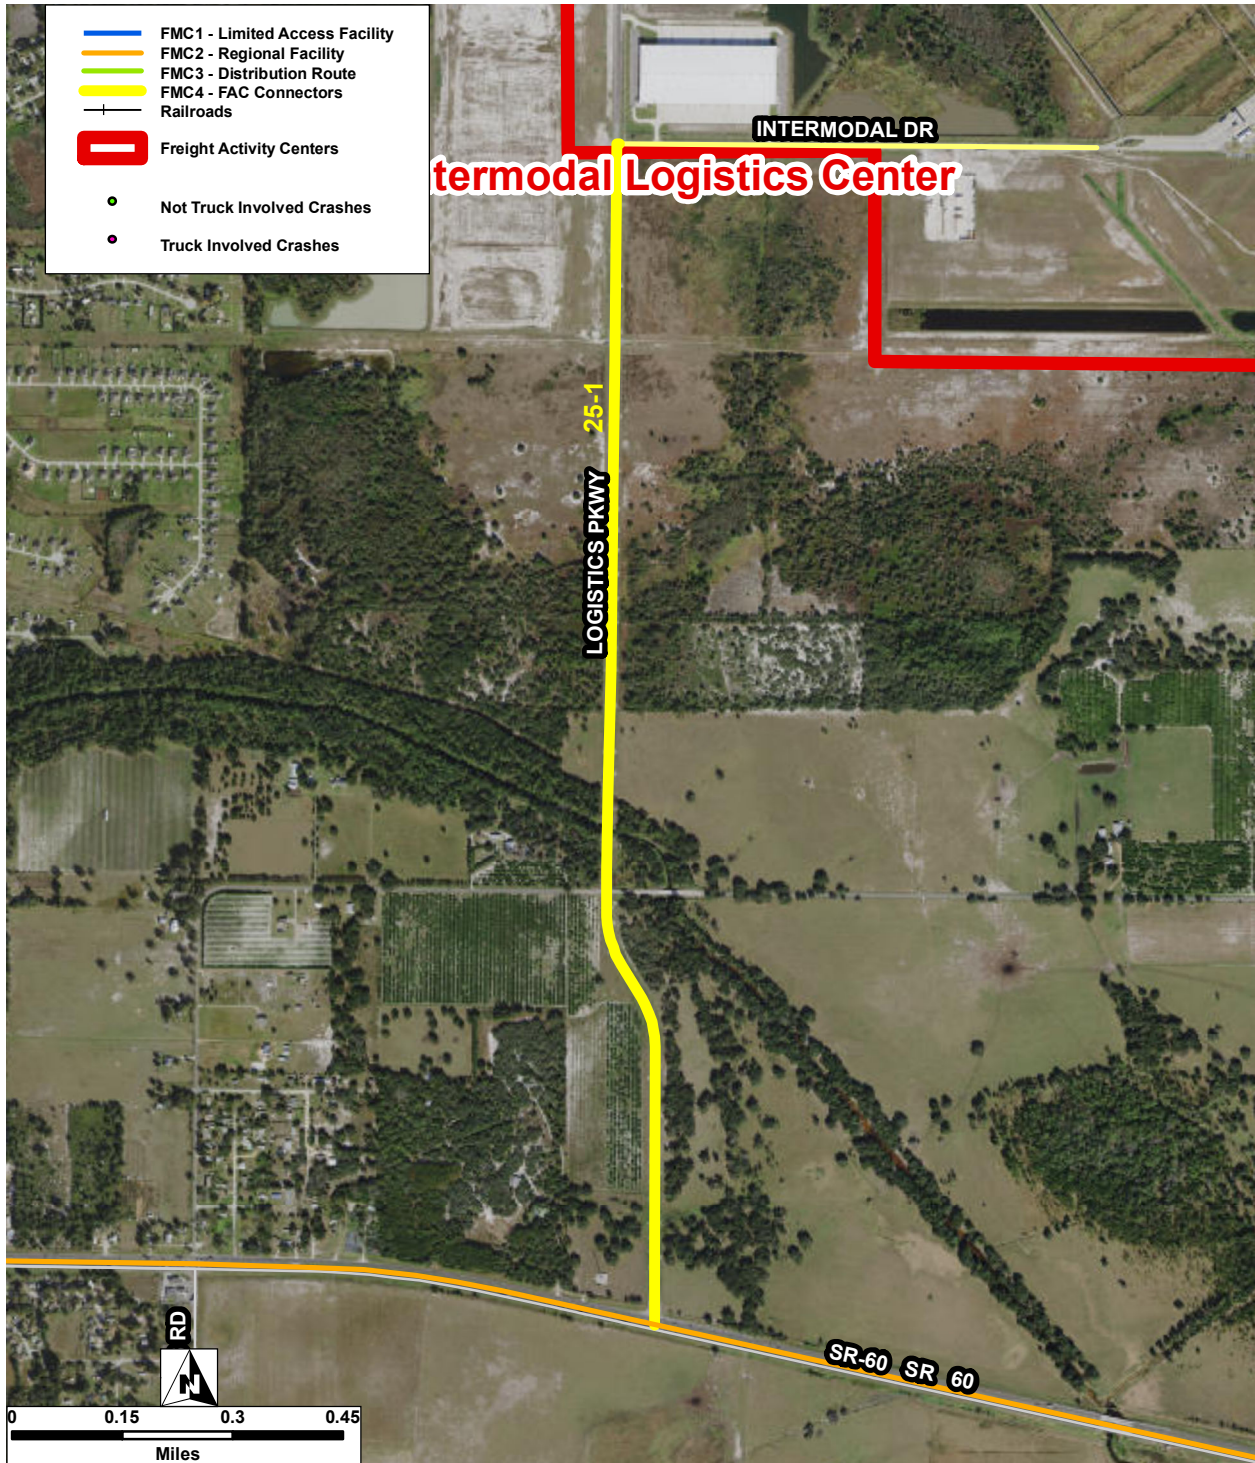 FMC1 - Limited Access Facility
FMC2 - Regional Facility
FMC3 - Distribution Route
FMC4 - FAC Connectors
Railroads
Freight Activity Centers
Not Truck Involved Crashes
Truck Involved Crashes
INTERMODAL DR
termodal Logistics Center
25-1
LOGISTICS PKWY
RD
N
SR-60 SR 60
0 0.15 0.3 0.45
Miles